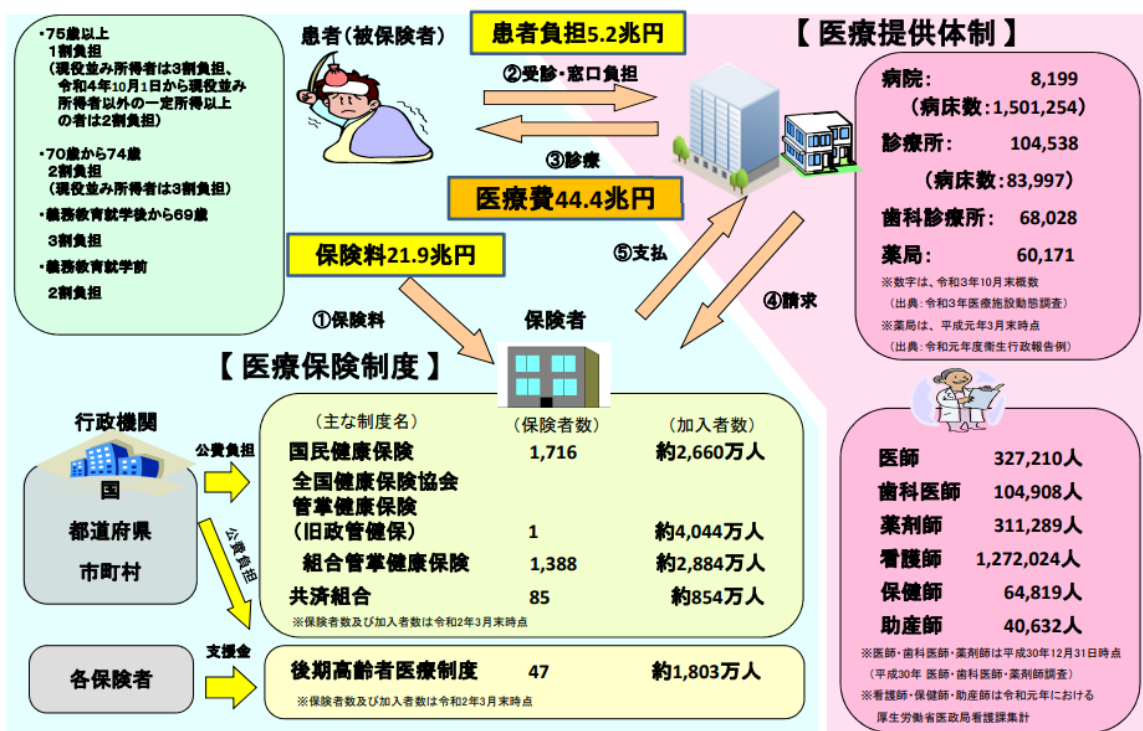 ・75歳以上
1割負担
(現役並み所得者は3割負担、
令和4年10月1日から現役並み
所得者以外の一定所得以上
の者は2割負担)
・70歳から74歳
2割負担
(現役並み所得者は3割負担)
・義務教育就学後から69歳
3割負担
・義務教育就学前
2割負担
患者(被保険者)
患者負担5.2兆円
②受診・窓口負担
③診療
医療費44.4兆円
保険料21.9兆円
①保険料
⑤支払
④請求
保険者
【医療提供体制】
病院: 8,199
(病床数:1,501,254)
診療所: 104,538
(病床数:83,997)
歯科診療所: 68,028
薬局: 60,171
※数字は、令和3年10月末概数
(出典:令和3年医療施設動態調査)
※薬局は、平成元年3月末時点
(出典:令和元年度衛生行政報告例)
【医療保険制度】
行政機関
国
都道府県
市町村
公費負担
公費負担
(主な制度名) (保険者数) (加入者数)
国民健康保険 1,716 約2,660万人
全国健康保険協会
管掌健康保険
(旧政管健保) 1 約4,044万人
組合管掌健康保険 1,388 約2,884万人
共済組合 85 約854万人
※保険者数及び加入者数は令和2年3月末時点
各保険者
支援金
後期高齢者医療制度 47 約1,803万人
※保険者数及び加入者数は令和2年3月末時点
医師 327,210人
歯科医師 104,908人
薬剤師 311,289人
看護師 1,272,024人
保健師 64,819人
助産師 40,632人
※医師・歯科医師・薬剤師は平成30年12月31日時点
(平成30年 医師・歯科医師・薬剤師調査)
※看護師・保健師・助産師は令和元年における
厚生労働省医政局看護課集計